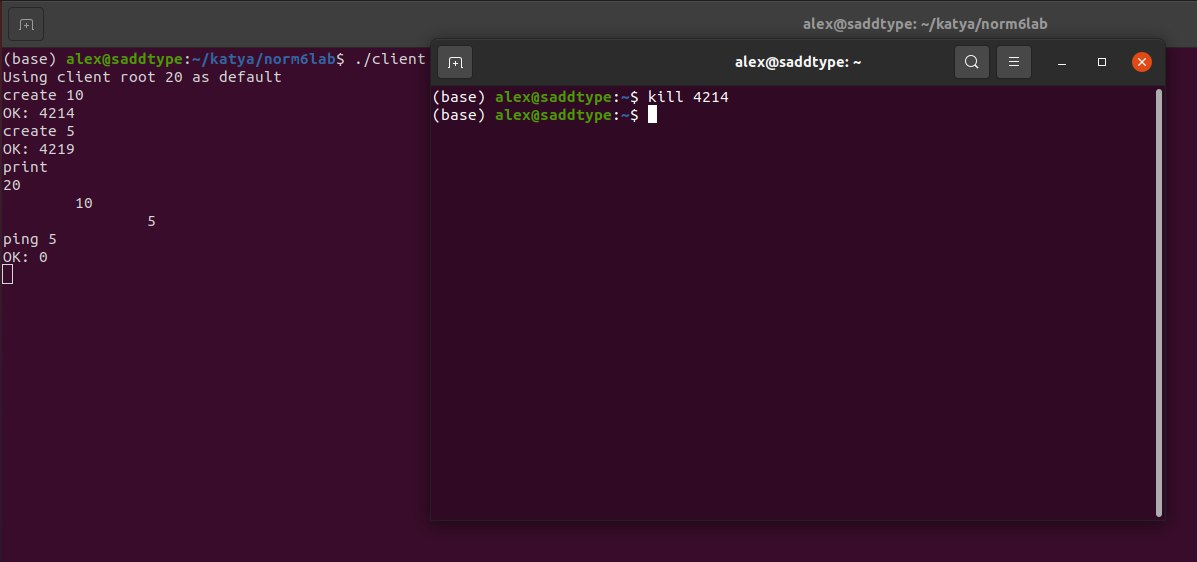 alex@saddtype: ~/katya/norm6lab
(base) alex@saddtype:~/katya/norm6lab$ ./client
Using client root 20 as default
create 10
OK: 4214
create 5
OK: 4219
print
20
10
5
ping 5
OK: 0
alex@saddtype: ~
(base) alex@saddtype:~$ kill 4214
(base) alex@saddtype:~$